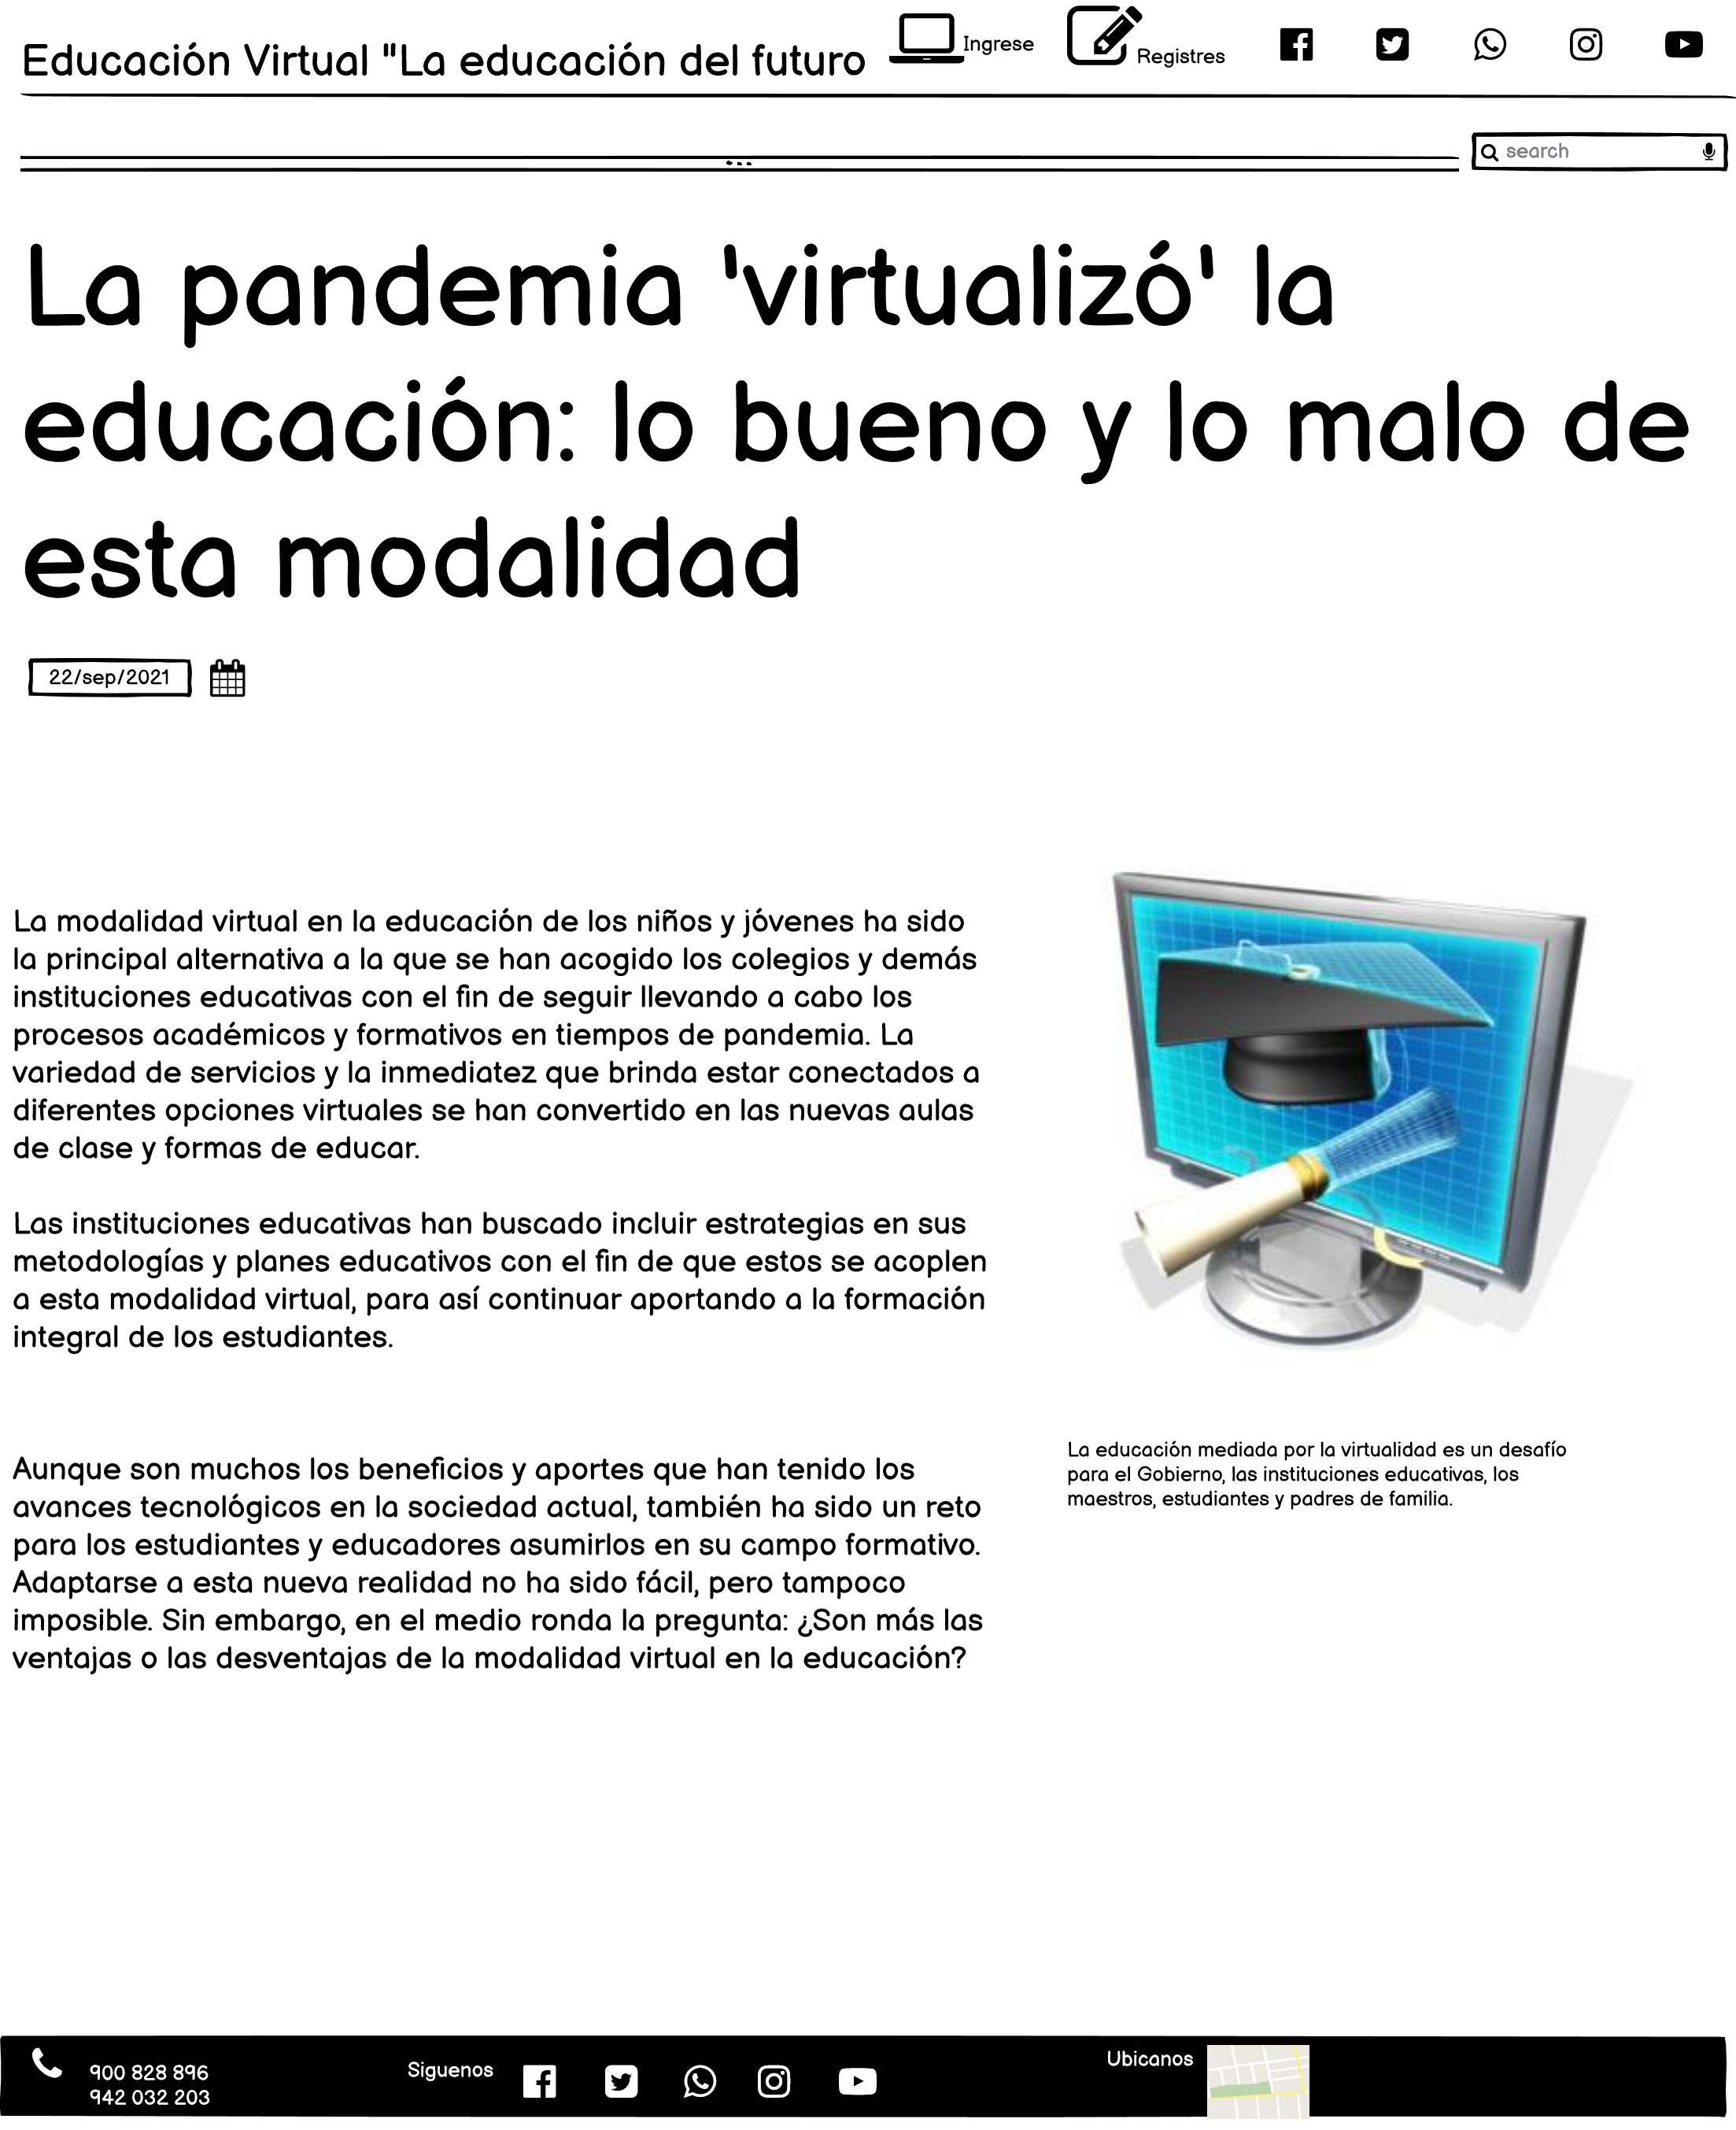 Educación Virtual "La educación del futuro
Ingrese
Registres
search
La pandemia 'virtualizó' la
educación: lo bueno y lo malo de
esta modalidad
22/sep/2021
La modalidad virtual en la educación de los niños y jóvenes ha sido
la principal alternativa a la que se han acogido los colegios y demás
instituciones educativas con el fin de seguir llevando a cabo los
procesos académicos y formativos en tiempos de pandemia. La
variedad de servicios y la inmediatez que brinda estar conectados a
diferentes opciones virtuales se han convertido en las nuevas aulas
de clase y formas de educar.
Las instituciones educativas han buscado incluir estrategias en sus
metodologías y planes educativos con el fin de que estos se acoplen
a esta modalidad virtual, para así continuar aportando a la formación
integral de los estudiantes.
Aunque son muchos los beneficios y aportes que han tenido los
avances tecnológicos en la sociedad actual, también ha sido un reto
para los estudiantes y educadores asumirlos en su campo formativo.
Adaptarse a esta nueva realidad no ha sido fácil, pero tampoco
imposible. Sin embargo, en el medio ronda la pregunta: ¿Son más las
ventajas o las desventajas de la modalidad virtual en la educación?
La educación mediada por la virtualidad es un desafío
para el Gobierno, las instituciones educativas, los
maestros, estudiantes y padres de familia.
900 828 896
942 032 203
Siguenos
Ubicanos